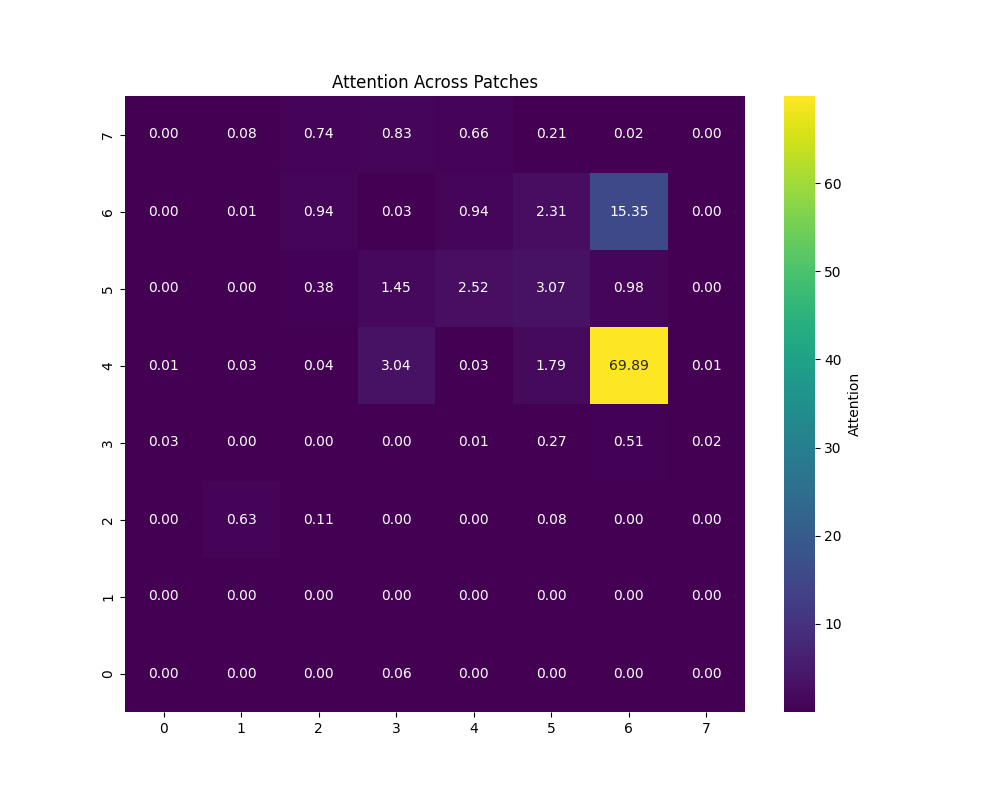 Attention Across Patches
7 0.00 0.08 0.74 0.83 0.66 0.21 0.02 0.00
6 0.00 0.01 0.94 0.03 0.94 2.31 15.35 0.00
5 0.00 0.00 0.38 1.45 2.52 3.07 0.98 0.00
4 0.01 0.03 0.04 3.04 0.03 1.79 69.89 0.01
3 0.03 0.00 0.00 0.00 0.01 0.27 0.51 0.02
2 0.00 0.63 0.11 0.00 0.00 0.08 0.00 0.00
1 0.00 0.00 0.00 0.00 0.00 0.00 0.00 0.00
0 0.00 0.00 0.00 0.06 0.00 0.00 0.00 0.00
0 1 2 3 4 5 6 7
60
50
40
30
20
10
Attention